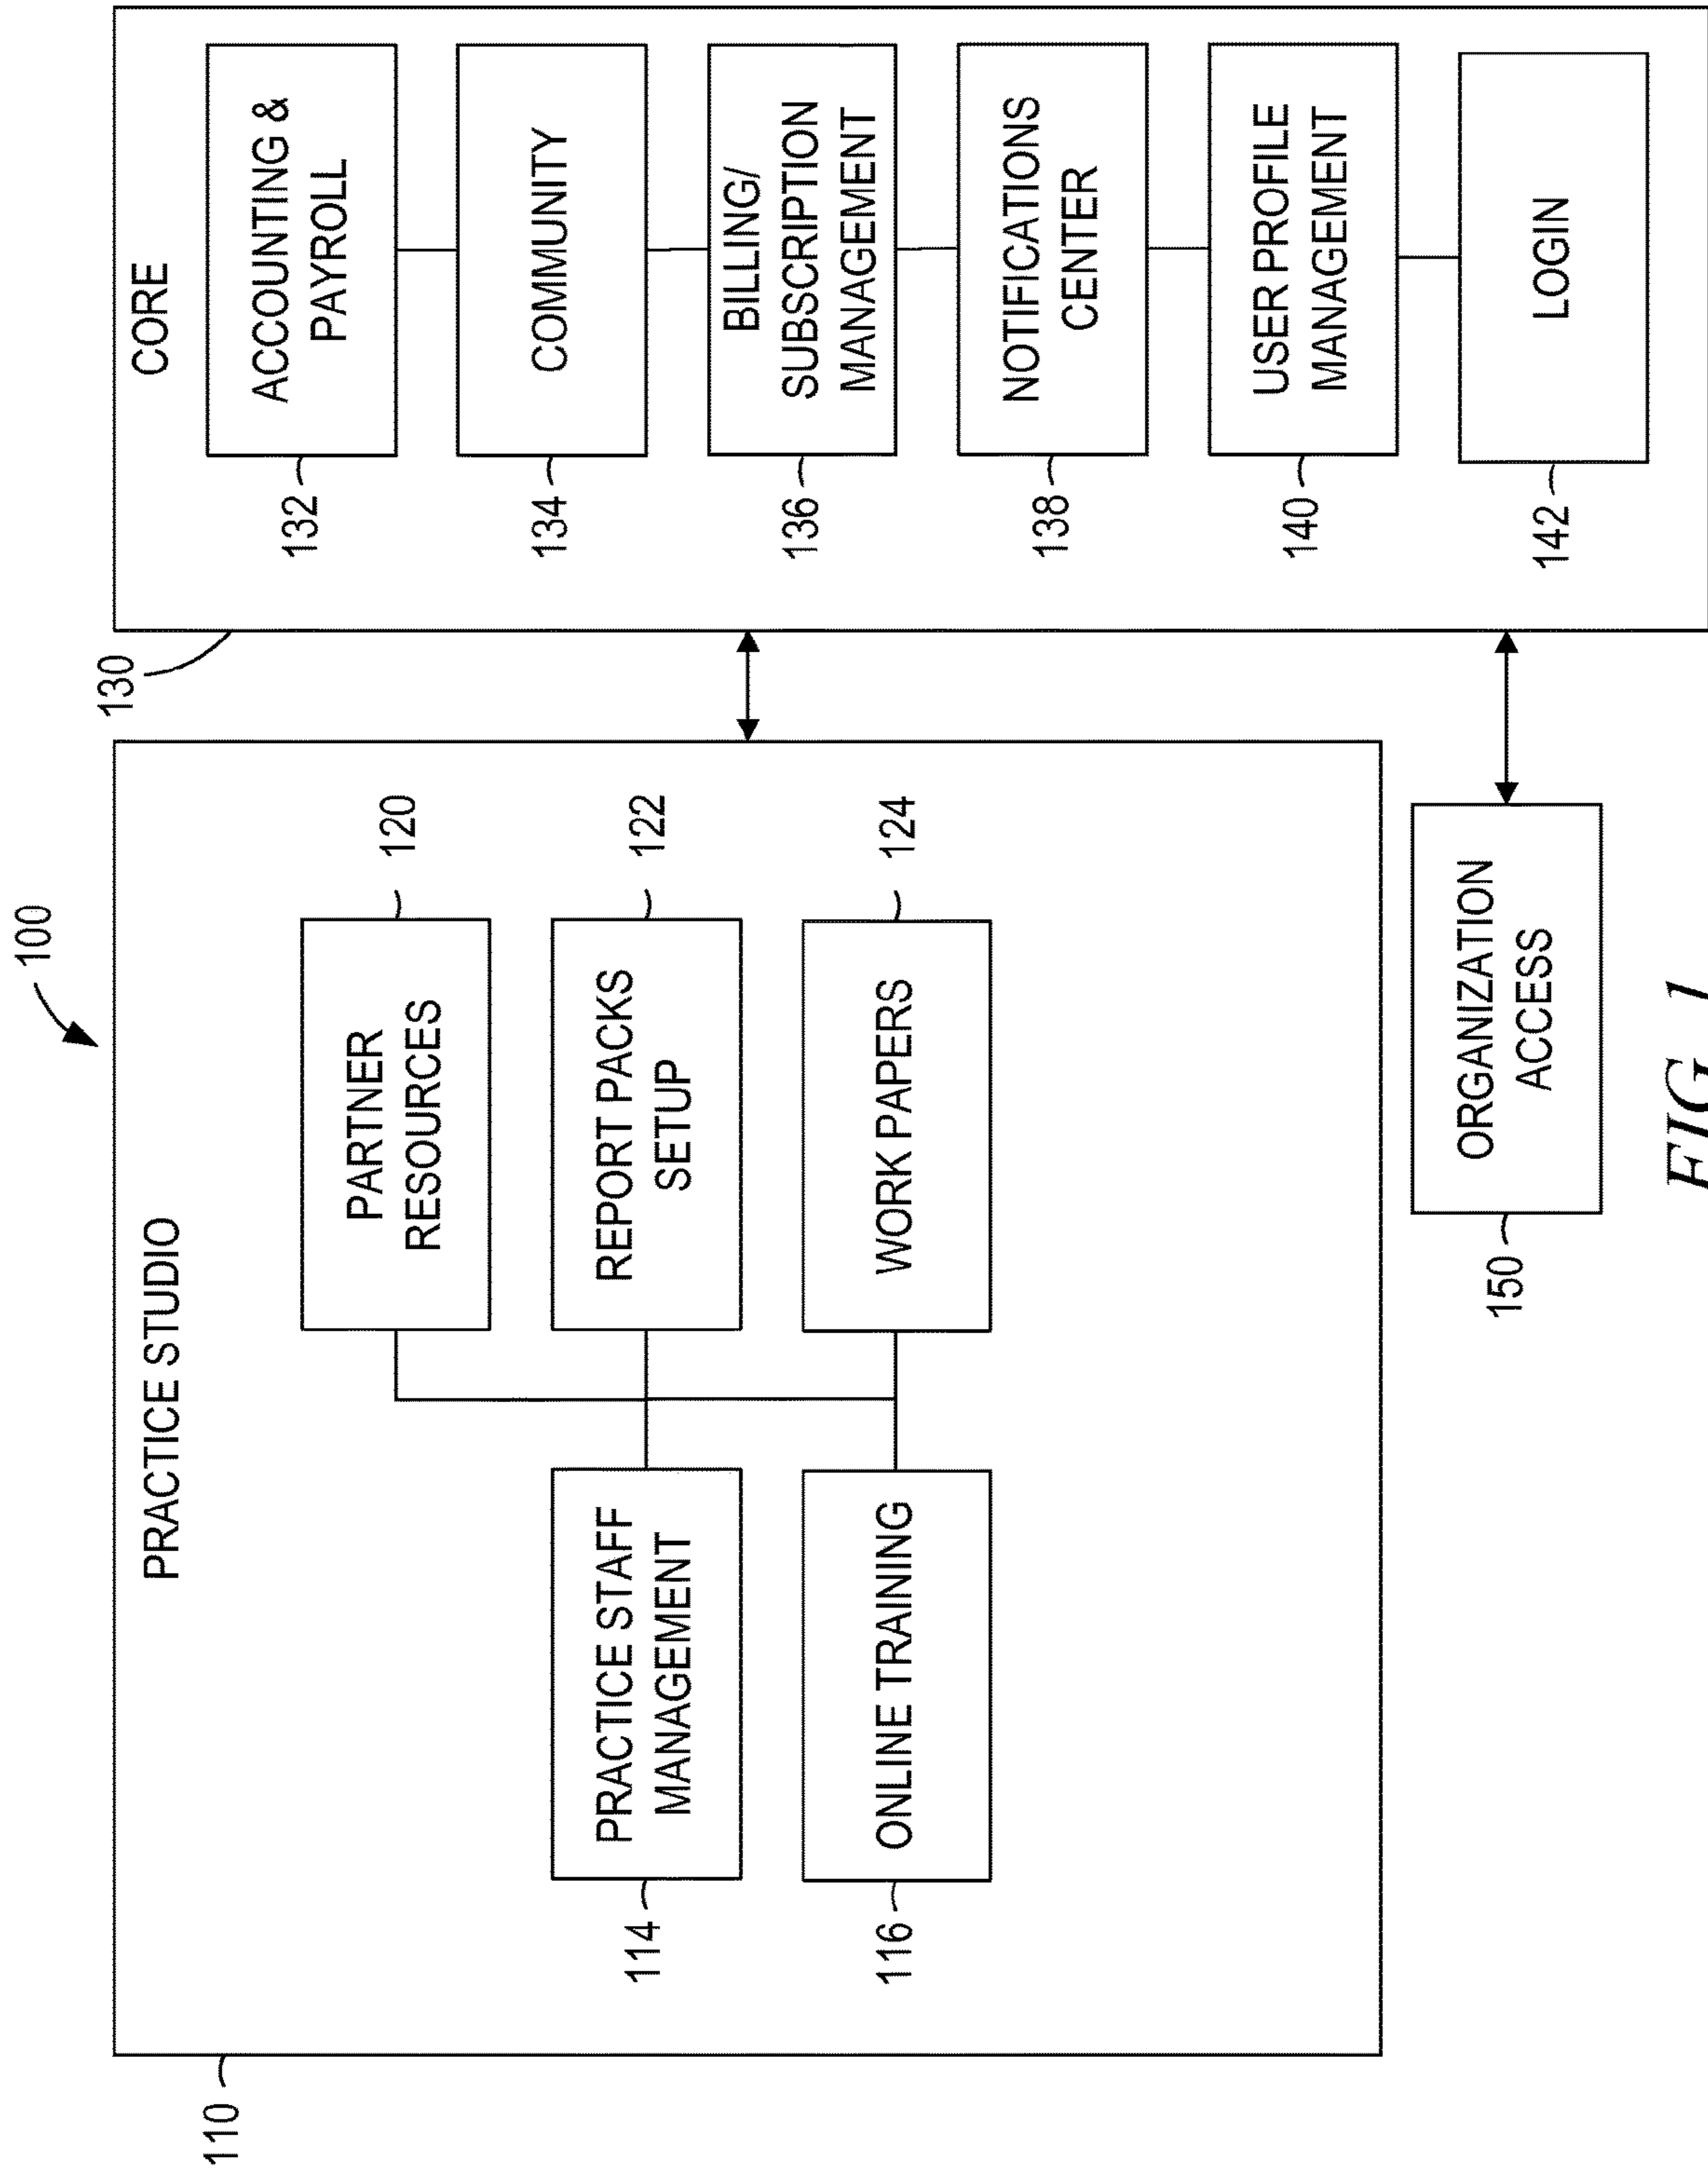 100
PRACTICE STUDIO
110
PARTNER
RESOURCES
120
PRACTICE STAFF
MANAGEMENT
114
REPORT PACKS
SETUP
122
ONLINE TRAINING
116
WORK PAPERS
124
130
CORE
ACCOUNTING &
PAYROLL
132
COMMUNITY
134
BILLING/
SUBSCRIPTION
MANAGEMENT
136
NOTIFICATIONS
CENTER
138
USER PROFILE
MANAGEMENT
140
LOGIN
142
ORGANIZATION
ACCESS
150
FIG. 1